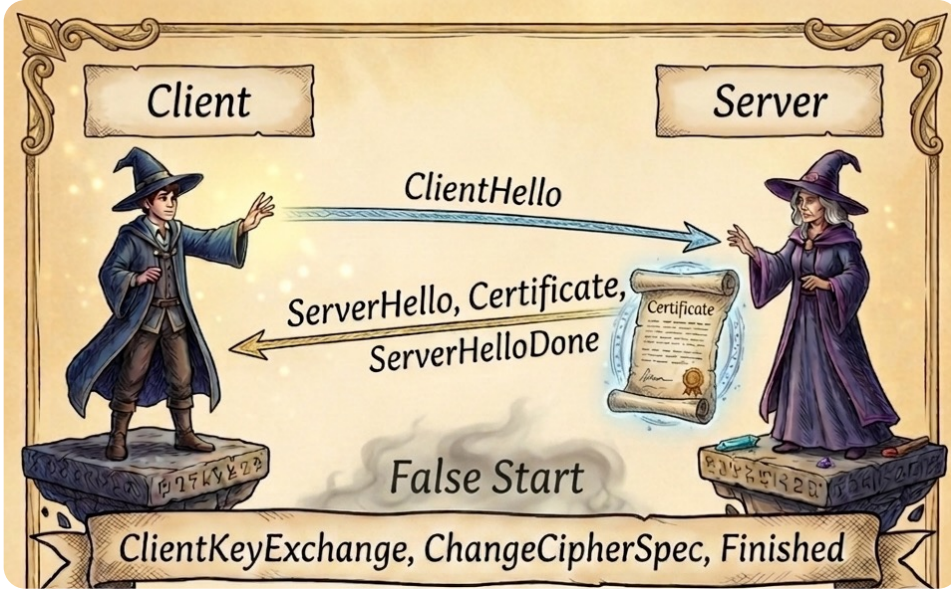 Client
Server
ClientHello
ServerHello, Certificate,
ServerHelloDone
Certificate
False Start
ClientKeyExchange, ChangeCipherSpec, Finished